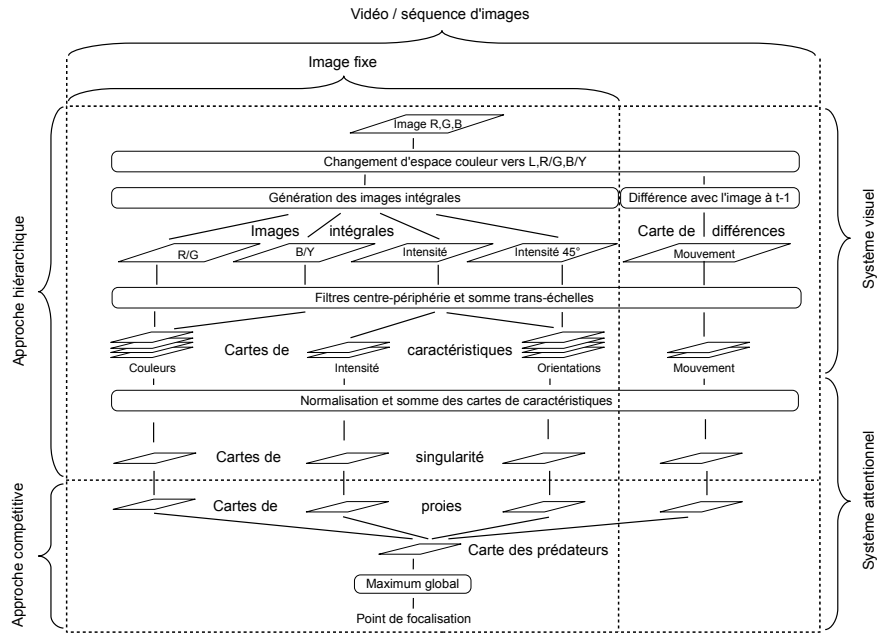 Vidéo / séquence d'images
Image fixe
Image R,G,B
Changement d'espace couleur vers L,R/G,B/Y
Génération des images intégrales
Différence avec l'image à t-1
Images intégrales
Carte de différences
R/G
B/Y
Intensité
Intensité 45°
Mouvement
Filtres centre-périphérie et somme trans-échelles
Cartes de caractéristiques
Couleurs
Intensité
Orientations
Mouvement
Normalisation et somme des cartes de caractéristiques
Cartes de singularité
Cartes de proies
Carte des prédateurs
Maximum global
Point de focalisation
Approche hiérarchique
Approche compétitive
Système visuel
Système attentionnel